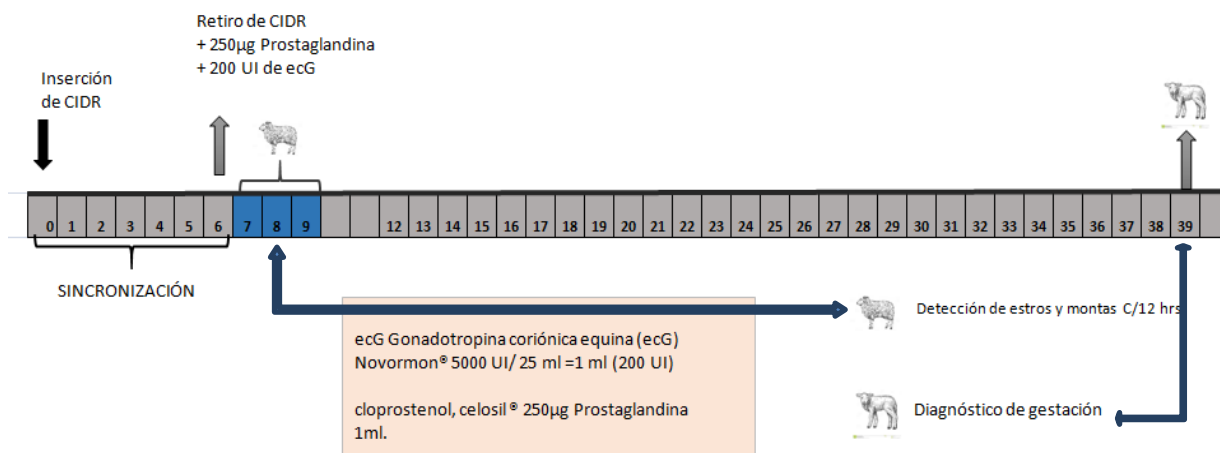 Retiro de CIDR
+ 250µg Prostaglandina
+ 200 UI de ecG
Inserción
de CIDR
0 1 2 3 4 5 6 7 8 9 12 13 14 15 16 17 18 19 20 21 22 23 24 25 26 27 28 29 30 31 32 33 34 35 36 37 38 39
SINCRONIZACIÓN
ecG Gonadotropina coriónica equina (ecG)
Novormon® 5000 UI/ 25 ml =1 ml (200 UI)
cloprostenol, celosil ® 250µg Prostaglandina
1ml.
Detección de estros y montas C/12 hrs
Diagnóstico de gestación